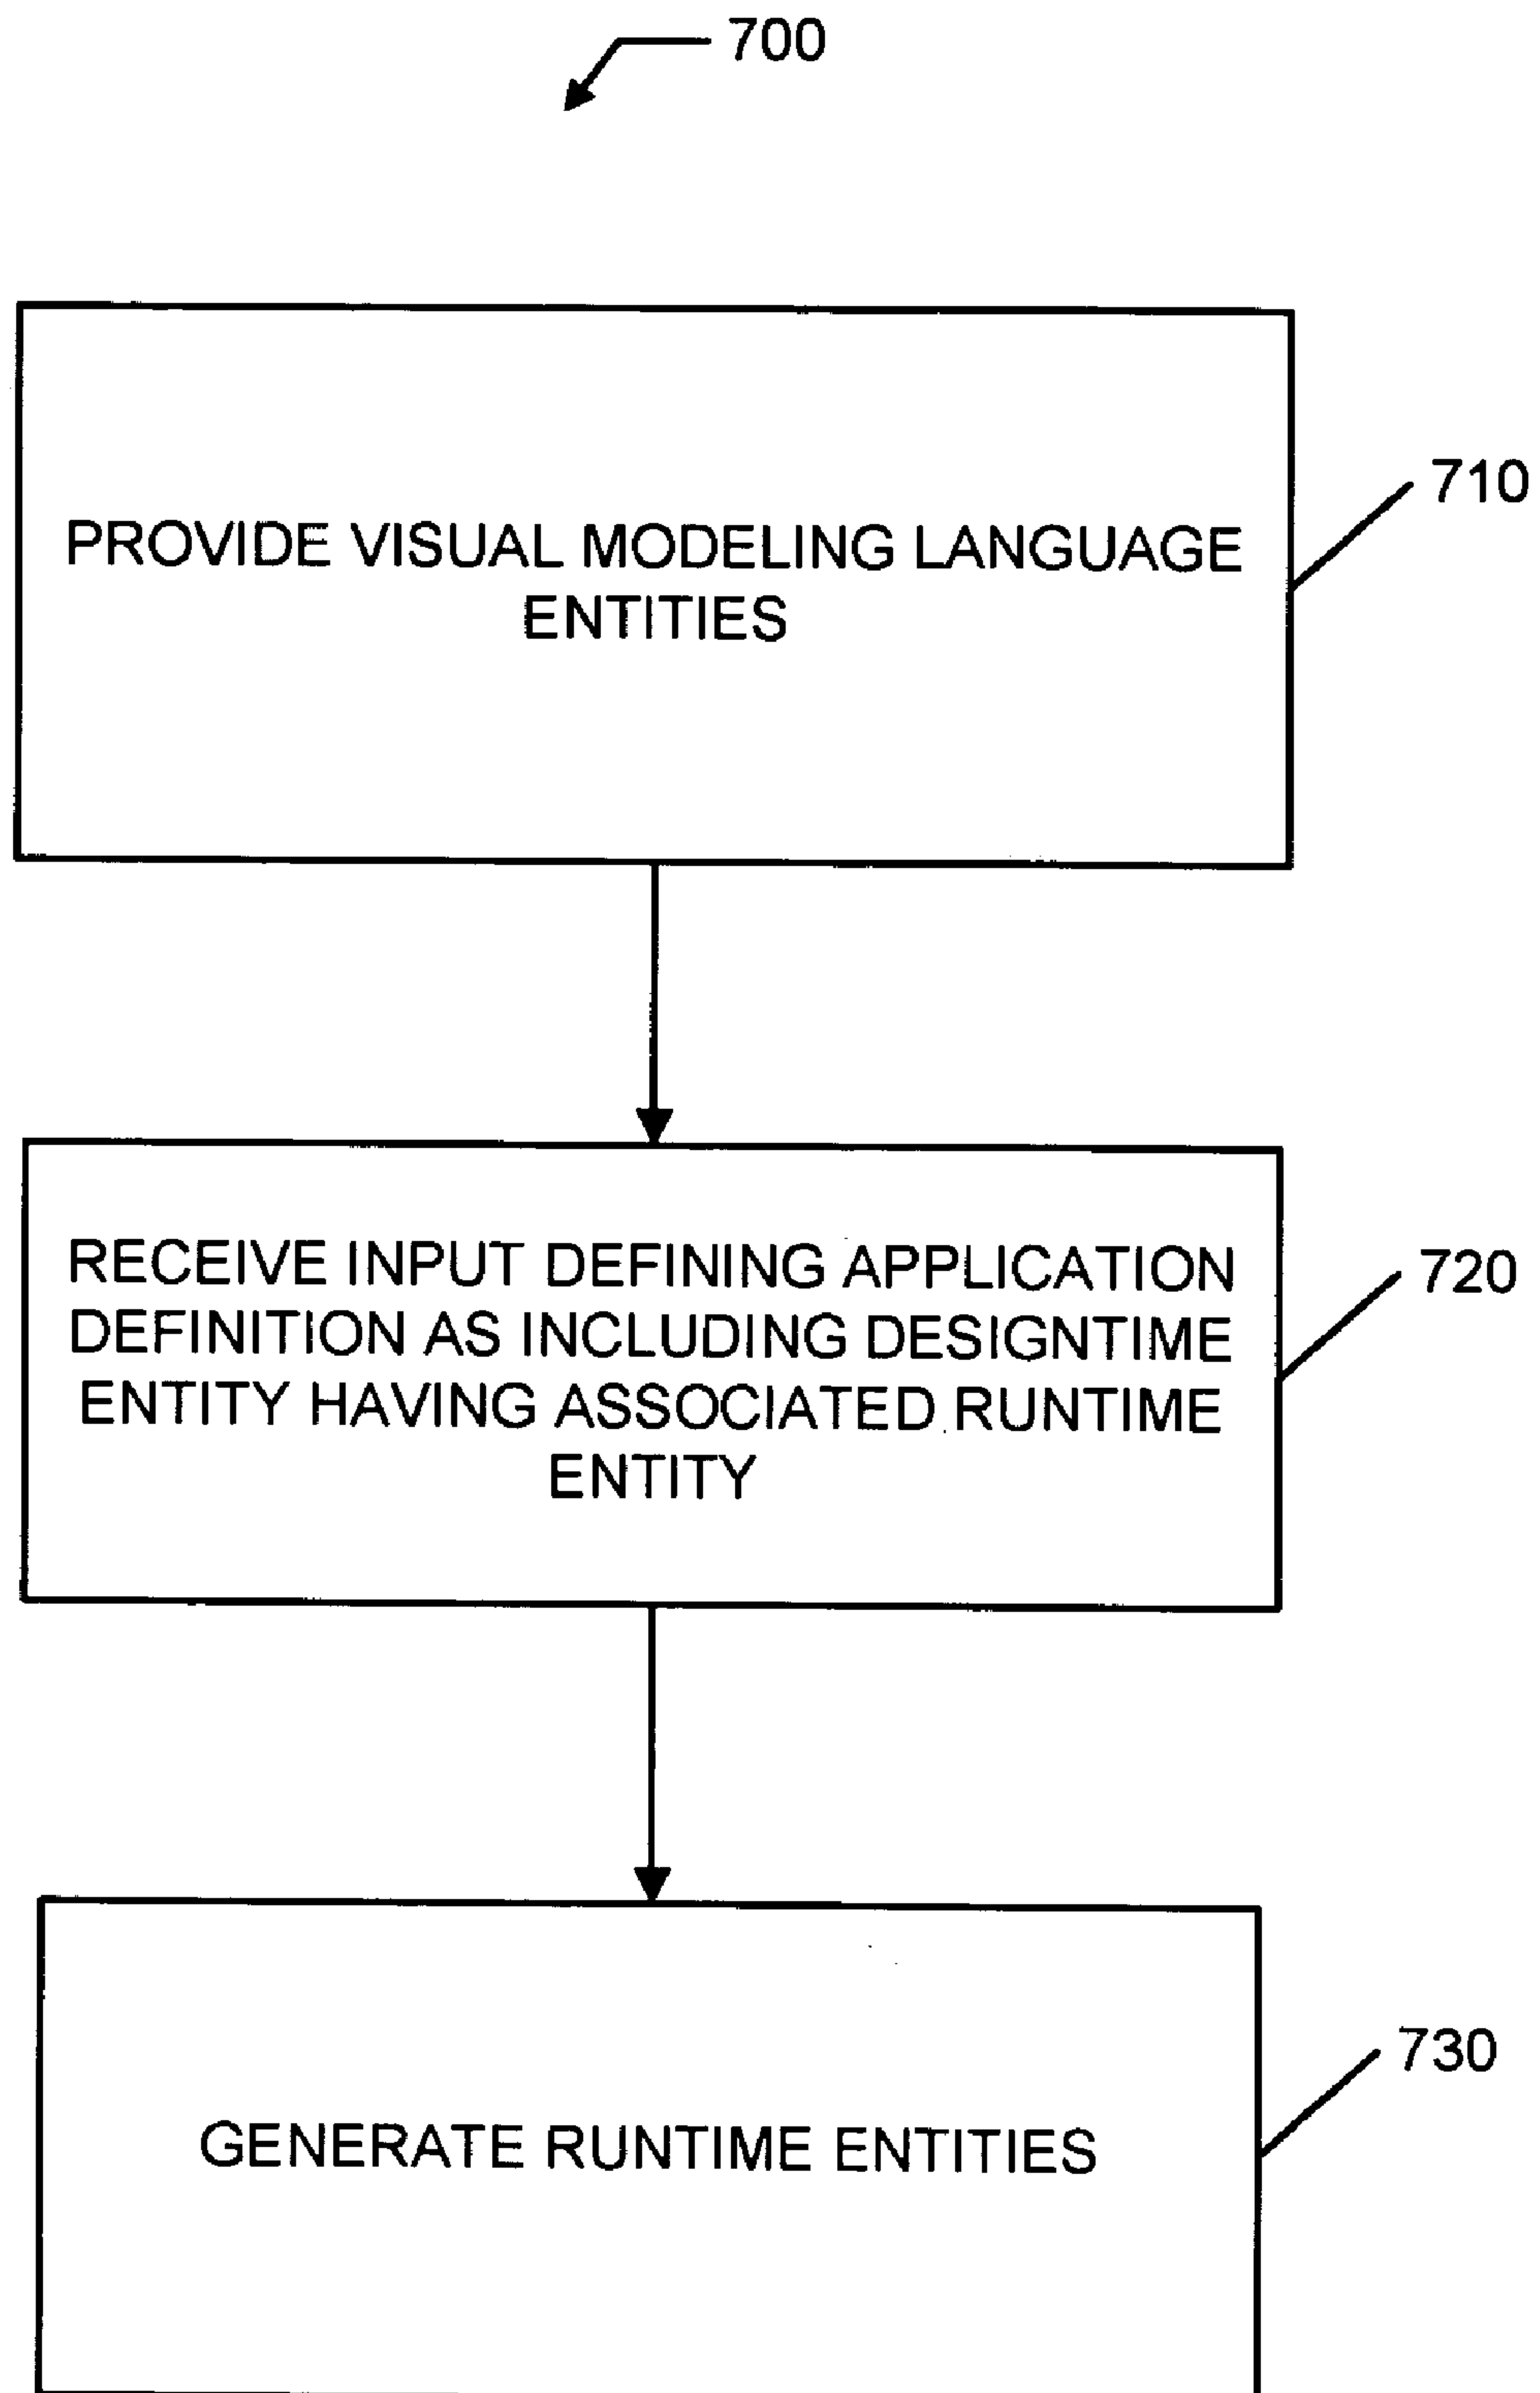 700
PROVIDE VISUAL MODELING LANGUAGE
ENTITIES
710
RECEIVE INPUT DEFINING APPLICATION
DEFINITION AS INCLUDING DESIGNTIME
ENTITY HAVING ASSOCIATED RUNTIME
ENTITY
720
GENERATE RUNTIME ENTITIES
730